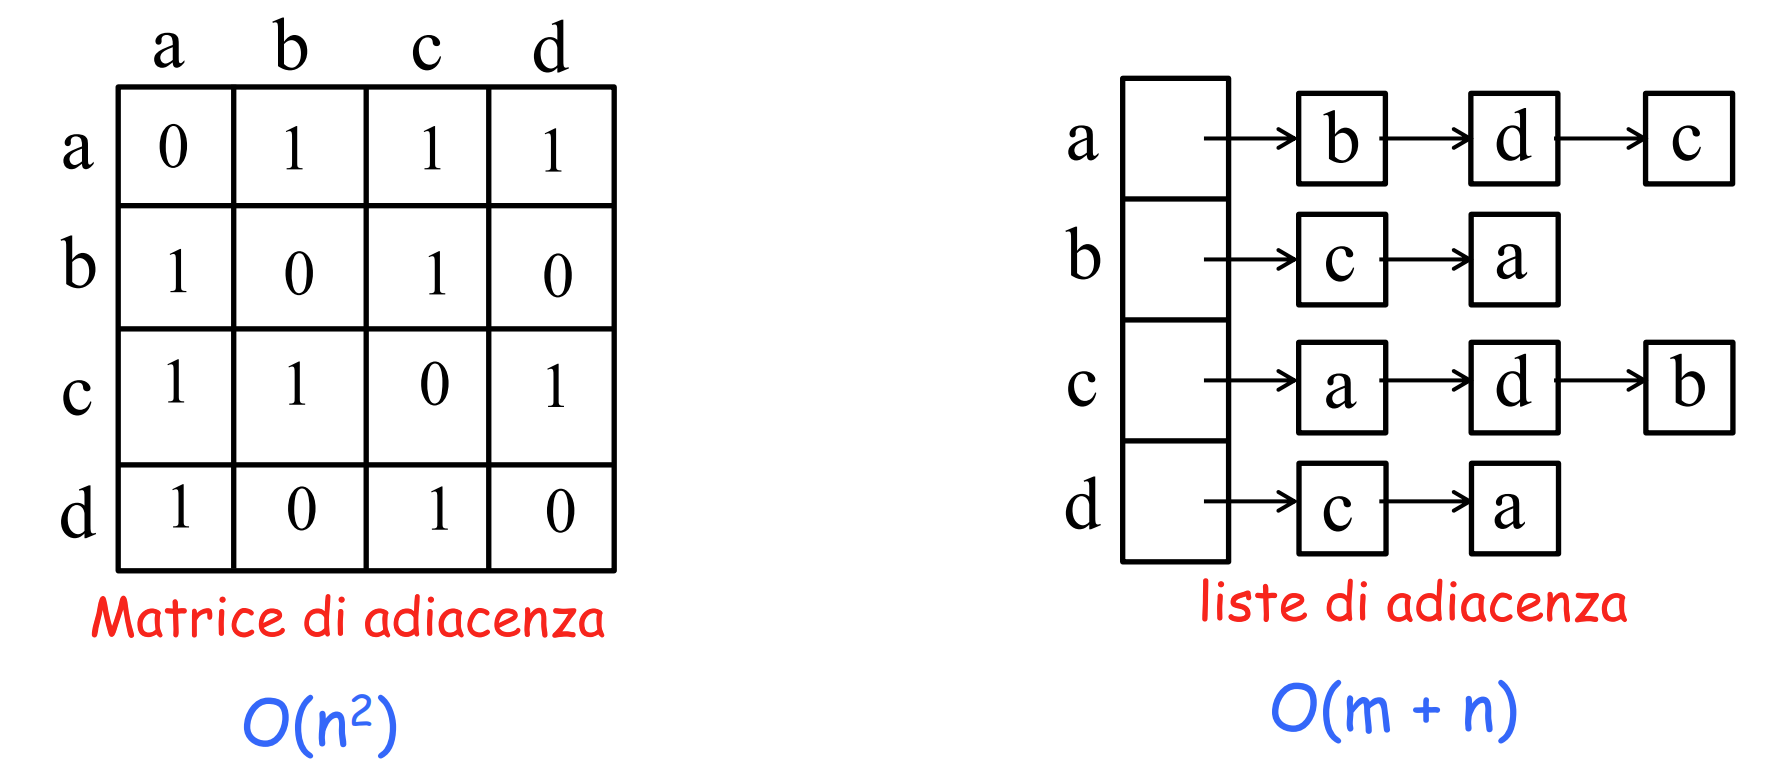 a b c d
a 0 1 1 1
b 1 0 1 0
c 1 1 0 1
d 1 0 1 0
Matrice di adiacenza
O(n²)
a b d c
b c a
c a d b
d c a
liste di adiacenza
O(m + n)